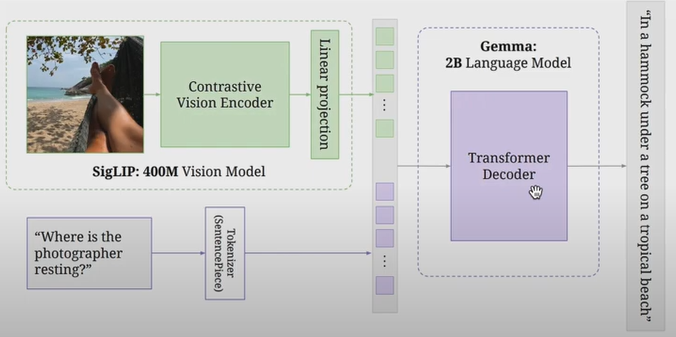 Contrastive
Vision Encoder
Linear projection
SigLIP: 400M Vision Model
“Where is the
photographer
resting?”
Tokenizer
(SentencePiece)
...
...
Gemma:
2B Language Model
Transformer
Decoder
“In a hammock under a tree on a tropical beach”